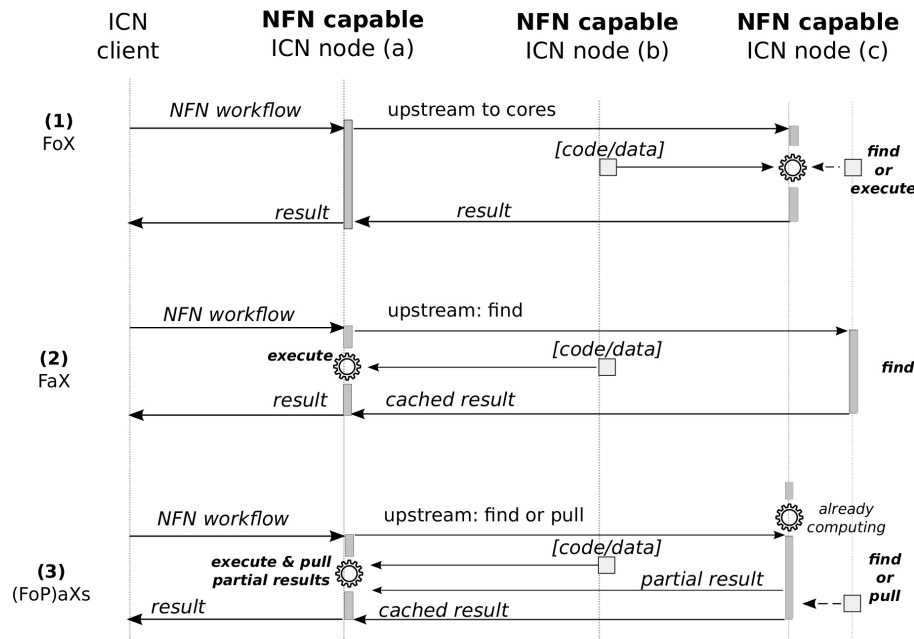 ICN
client
NFN capable
ICN node (a)
NFN capable
ICN node (b)
NFN capable
ICN node (c)
(1)
FoX
NFN workflow
upstream to cores
[code/data]
find
or
execute
result
result
(2)
FaX
NFN workflow
upstream: find
execute
[code/data]
find
result
cached result
(3)
(FoP)aXs
NFN workflow
upstream: find or pull
already
computing
execute & pull
partial results
[code/data]
partial result
find
or
pull
result
cached result